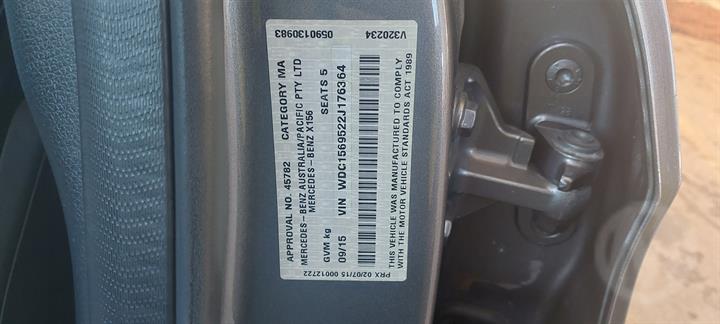 0590130983 V320234
APPROVAL NO. 45782 CATEGORY MA
MERCEDES-BENZ AUSTRALIA/PACIFIC PTY LTD
MERCEDES-BENZ X156
GVM kg SEATS 5
09/15 VIN WDC1569522J176364
THIS VEHICLE WAS MANUFACTURED TO COMPLY
WITH THE MOTOR VEHICLE STANDARDS ACT 1989
PRX 02/07/15 00012722